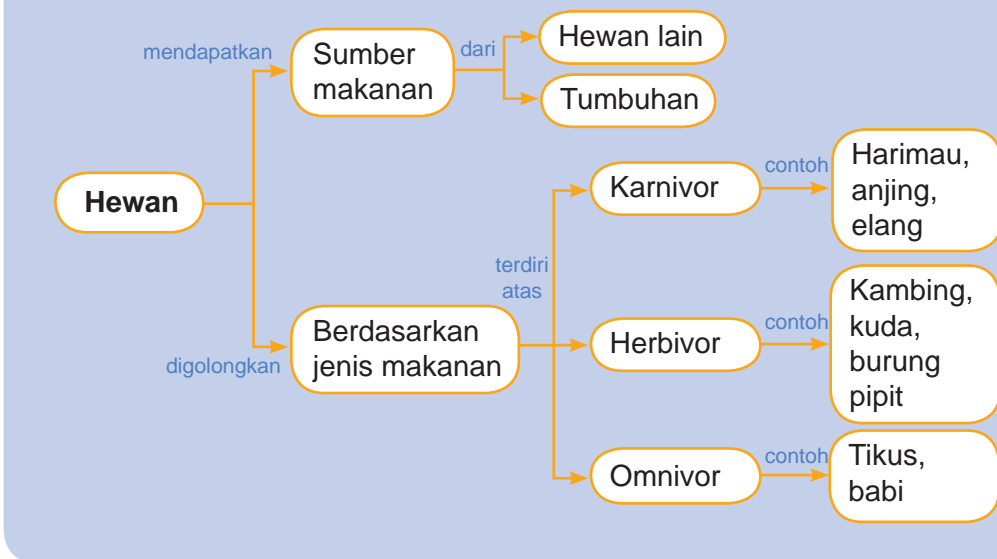 mendapatkan
Sumber
makanan
dari
Hewan lain
Tumbuhan
Hewan
digolongkan
Berdasarkan
jenis makanan
terdiri
atas
Karnivor
contoh
Harimau,
anjing,
elang
Herbivor
contoh
Kambing,
kuda,
burung
pipit
Omnivor
contoh
Tikus,
babi